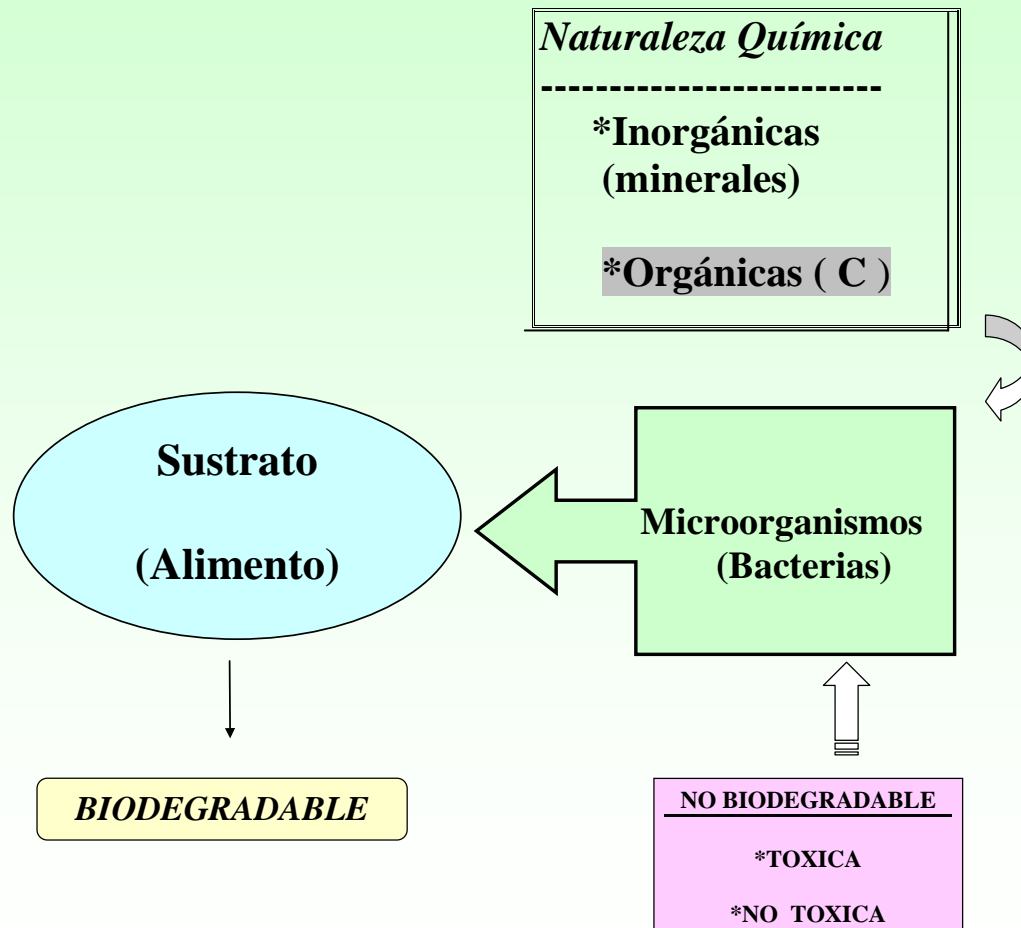 Naturaleza Química
-------------------------
*Inorgánicas
(minerales)
*Orgánicas ( C )
Sustrato
(Alimento)
Microorganismos
(Bacterias)
BIODEGRADABLE
NO BIODEGRADABLE
*TOXICA
*NO TOXICA